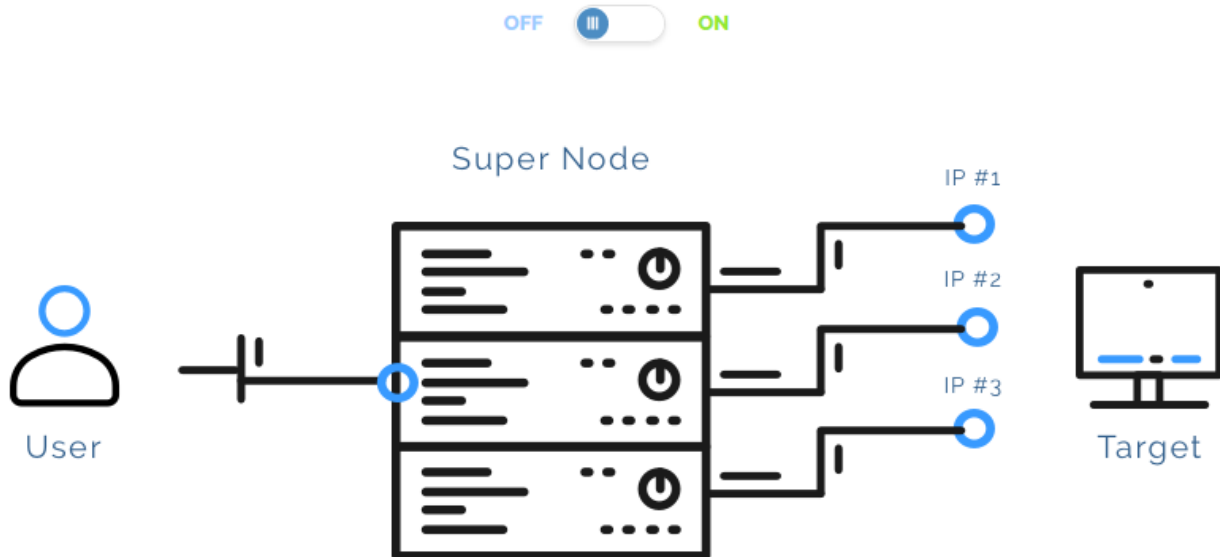 OFF ON
Super Node
IP #1
IP #2
IP #3
User
Target